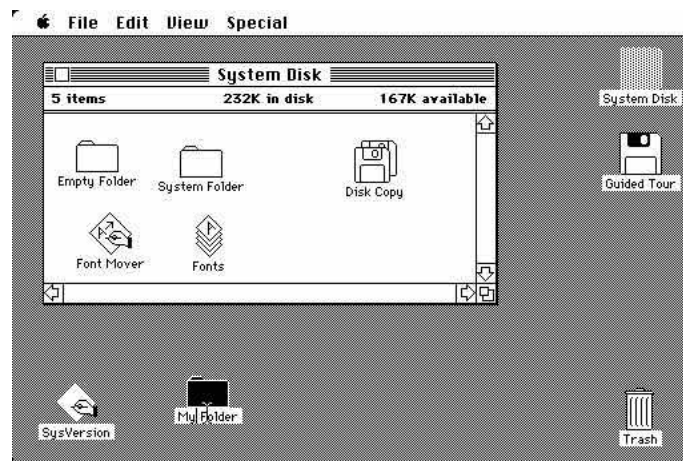 File Edit View Special
System Disk
5 items 232K in disk 167K available
System Disk
Empty Folder System Folder Disk Copy
Guided Tour
Font Mover Fonts
My Folder
SysVersion
Trash